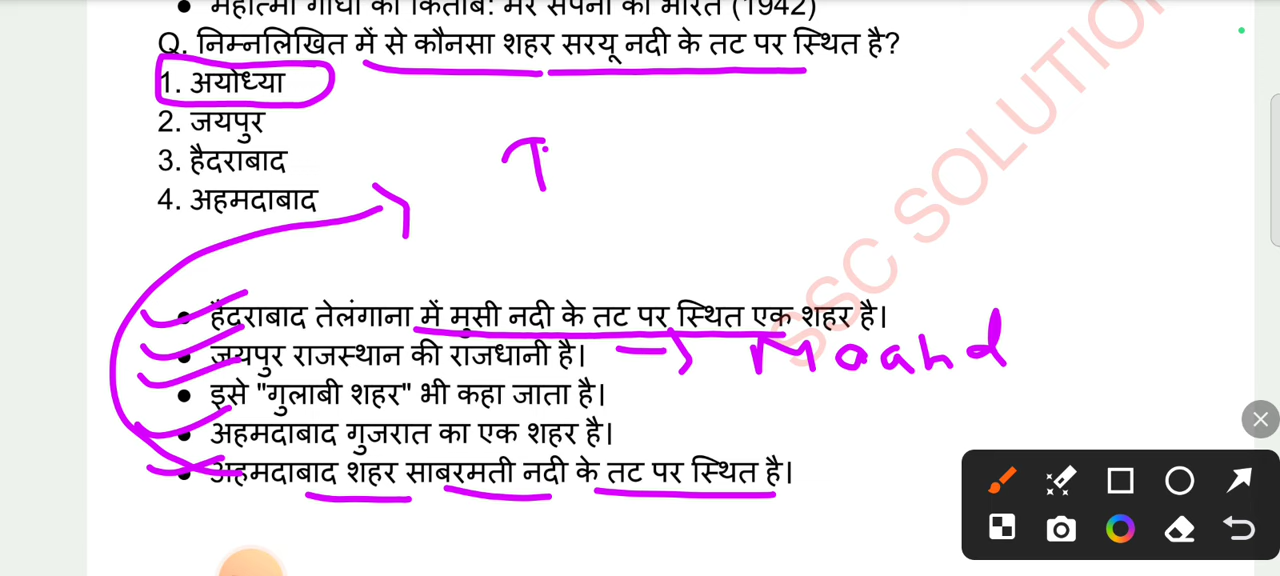 महात्मा गांधी की किताब: मेरे सपनों का भारत (1942)
Q. निम्नलिखित में से कौनसा शहर सरयू नदी के तट पर स्थित है?
1. अयोध्या
2. जयपुर
3. हैदराबाद
4. अहमदाबाद
हैदराबाद तेलंगाना में मुसी नदी के तट पर स्थित एक शहर है।
जयपुर राजस्थान की राजधानी है।
इसे "गुलाबी शहर" भी कहा जाता है।
अहमदाबाद गुजरात का एक शहर है।
अहमदाबाद शहर साबरमती नदी के तट पर स्थित है।
SSC SOLUTION